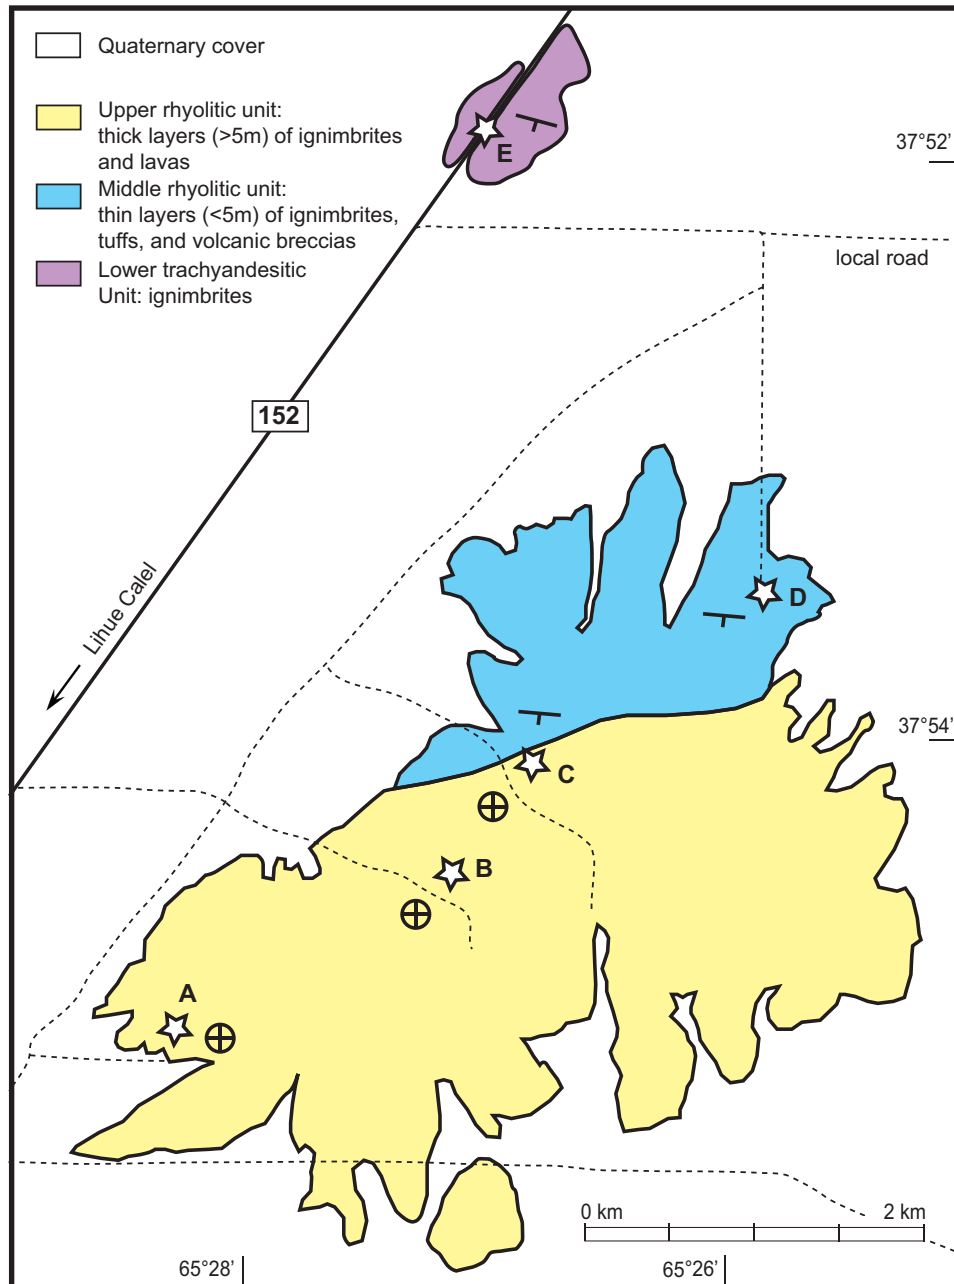 Quaternary cover
Upper rhyolitic unit:
thick layers (>5m) of ignimbrites
and lavas
Middle rhyolitic unit:
thin layers (<5m) of ignimbrites,
tuffs, and volcanic breccias
Lower trachyandesitic
Unit: ignimbrites
E
37°52'
local road
152
Lihue Calel
D
37°54'
C
B
A
0 km
2 km
65°28'
65°26'